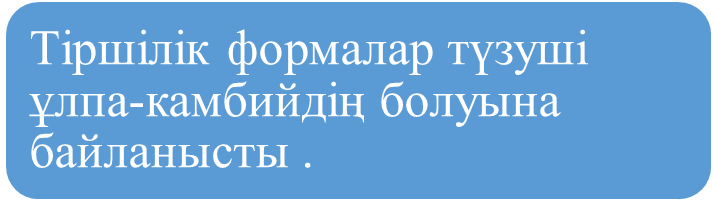 Тіршілік формалар түзуші
ұлпа-камбийдің болуына
байланысты .